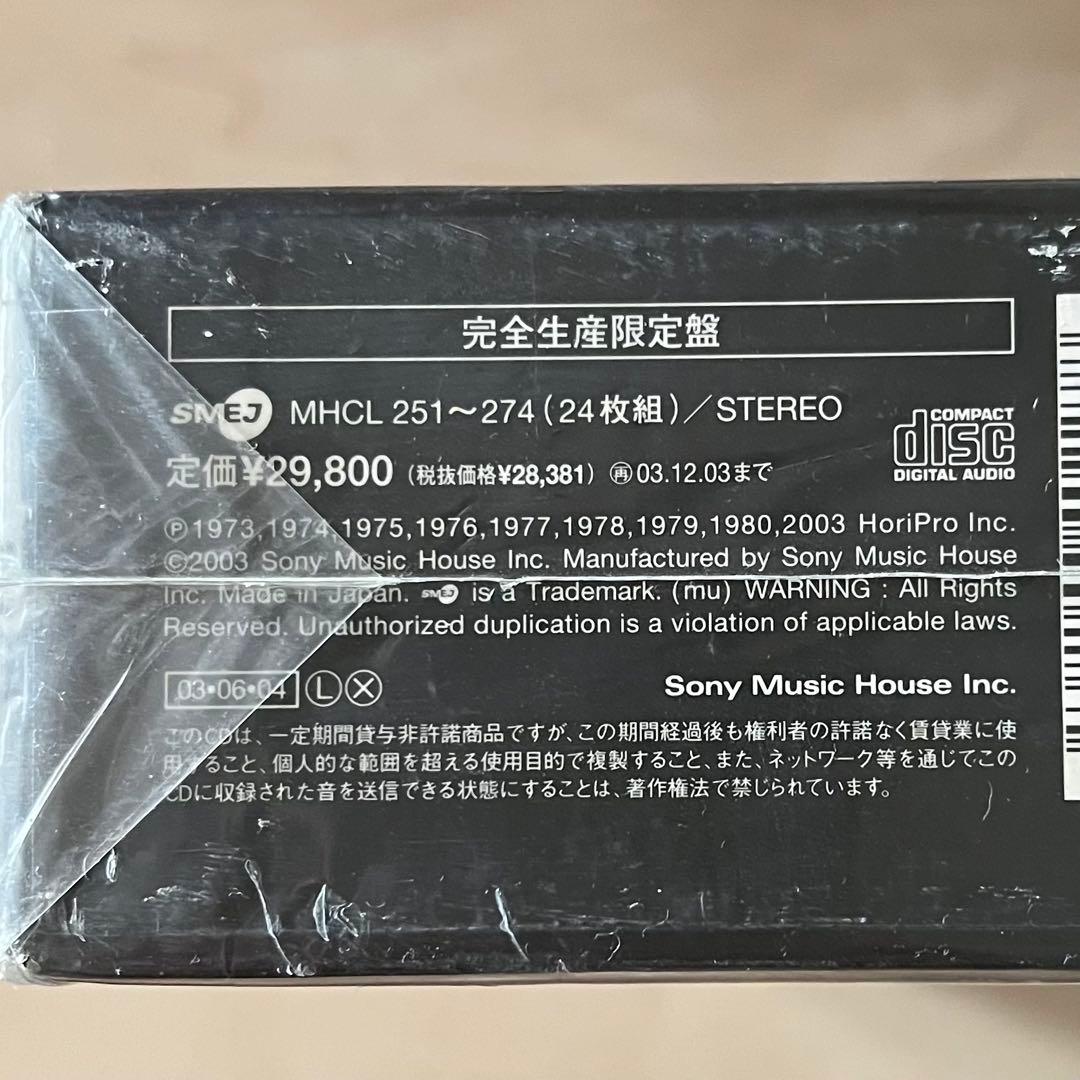 完全生産限定盤
SMEJ MHCL 251〜274(24枚組)/STEREO
COMPACT
disc
DIGITAL AUDIO
定価¥29,800(税抜価格¥28,381)再03.12.03まで
Ⓟ1973,1974,1975,1976,1977,1978,1979,1980,2003 HoriPro Inc.
©2003 Sony Music House Inc. Manufactured by Sony Music House
Inc. Made in Japan. SMEJ is a Trademark. (mu) WARNING : All Rights
Reserved. Unauthorized duplication is a violation of applicable laws.
03•06•04 Ⓛ Ⓧ
Sony Music House Inc.
このCDは、一定期間貸与非許諾商品ですが、この期間経過後も権利者の許諾なく賃貸業に使
用すること、個人的な範囲を超える使用目的で複製すること、また、ネットワーク等を通じてこの
CDに収録された音を送信できる状態にすることは、著作権法で禁じられています。